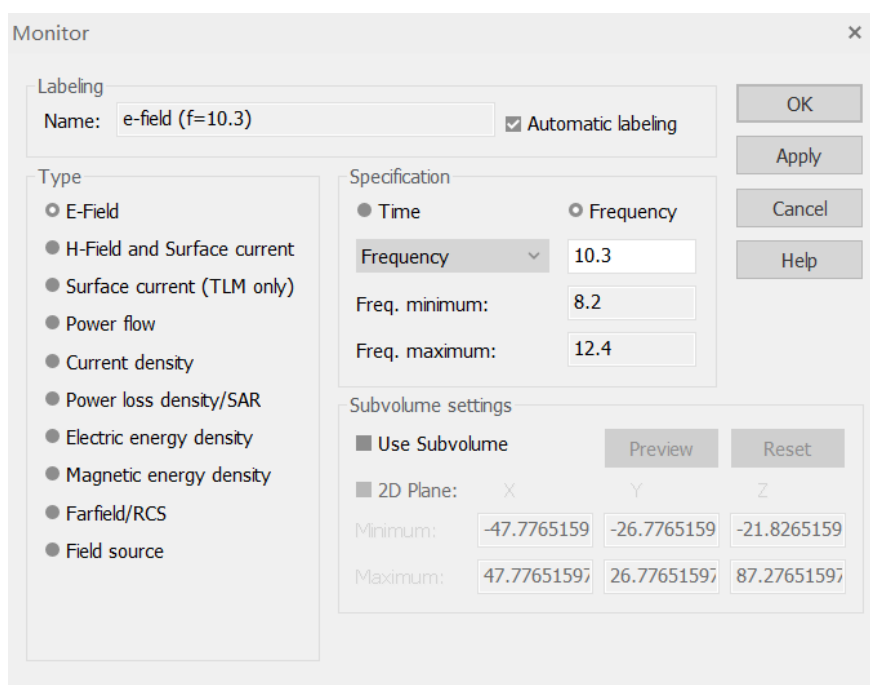 Monitor
Labeling
Name: e-field (f=10.3) Automatic labeling
OK
Apply
Cancel
Help
Type
E-Field
H-Field and Surface current
Surface current (TLM only)
Power flow
Current density
Power loss density/SAR
Electric energy density
Magnetic energy density
Farfield/RCS
Field source
Specification
Time Frequency
Frequency 10.3
Freq. minimum: 8.2
Freq. maximum: 12.4
Subvolume settings
Use Subvolume Preview Reset
2D Plane: X Y Z
Minimum: -47.7765159 -26.7765159 -21.8265159
Maximum: 47.77651597 26.77651597 87.27651597